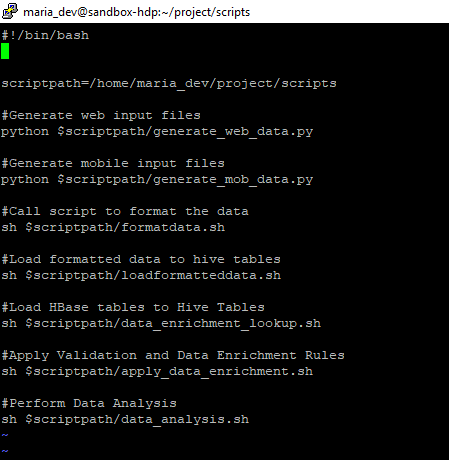 maria_dev@sandbox-hdp:~/project/scripts
#!/bin/bash
scriptpath=/home/maria_dev/project/scripts
#Generate web input files
python $scriptpath/generate_web_data.py
#Generate mobile input files
python $scriptpath/generate_mob_data.py
#Call script to format the data
sh $scriptpath/formatdata.sh
#Load formatted data to hive tables
sh $scriptpath/loadformatteddata.sh
#Load HBase tables to Hive Tables
sh $scriptpath/data_enrichment_lookup.sh
#Apply Validation and Data Enrichment Rules
sh $scriptpath/apply_data_enrichment.sh
#Perform Data Analysis
sh $scriptpath/data_analysis.sh
~
~